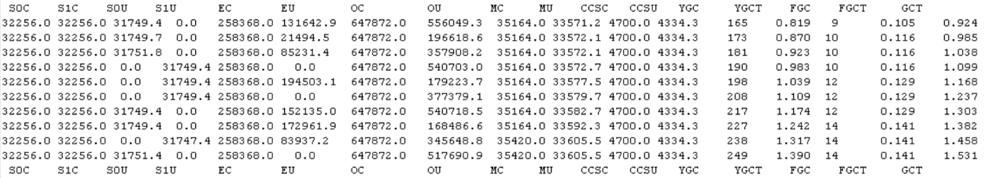 SOC S1C SOU S1U EC EU OC OU MC MU CCSC CCSU YGC YGCT FGC FGCT GCT
32256.0 32256.0 31749.4 0.0 258368.0 131642.9 647872.0 556049.3 35164.0 33571.2 4700.0 4334.3 165 0.819 9 0.105 0.924
32256.0 32256.0 31749.7 0.0 258368.0 21494.5 647872.0 196618.6 35164.0 33572.1 4700.0 4334.3 173 0.870 10 0.116 0.985
32256.0 32256.0 31751.8 0.0 258368.0 85231.4 647872.0 357908.2 35164.0 33572.1 4700.0 4334.3 181 0.923 10 0.116 1.038
32256.0 32256.0 0.0 31749.4 258368.0 0.0 647872.0 540703.0 35164.0 33572.7 4700.0 4334.3 190 0.983 10 0.116 1.099
32256.0 32256.0 0.0 31749.4 258368.0 194503.1 647872.0 179223.7 35164.0 33577.5 4700.0 4334.3 198 1.039 12 0.129 1.168
32256.0 32256.0 0.0 31749.4 258368.0 0.0 647872.0 377379.1 35164.0 33579.7 4700.0 4334.3 208 1.109 12 0.129 1.237
32256.0 32256.0 31749.4 0.0 258368.0 152135.0 647872.0 540718.5 35164.0 33582.7 4700.0 4334.3 217 1.174 12 0.129 1.303
32256.0 32256.0 31749.4 0.0 258368.0 172961.9 647872.0 168486.6 35164.0 33592.3 4700.0 4334.3 227 1.242 14 0.141 1.382
32256.0 32256.0 0.0 31747.4 258368.0 83937.2 647872.0 345648.8 35420.0 33605.5 4700.0 4334.3 238 1.317 14 0.141 1.458
32256.0 32256.0 31751.4 0.0 258368.0 0.0 647872.0 517690.9 35420.0 33605.5 4700.0 4334.3 249 1.390 14 0.141 1.531
SOC S1C SOU S1U EC EU OC OU MC MU CCSC CCSU YGC YGCT FGC FGCT GCT